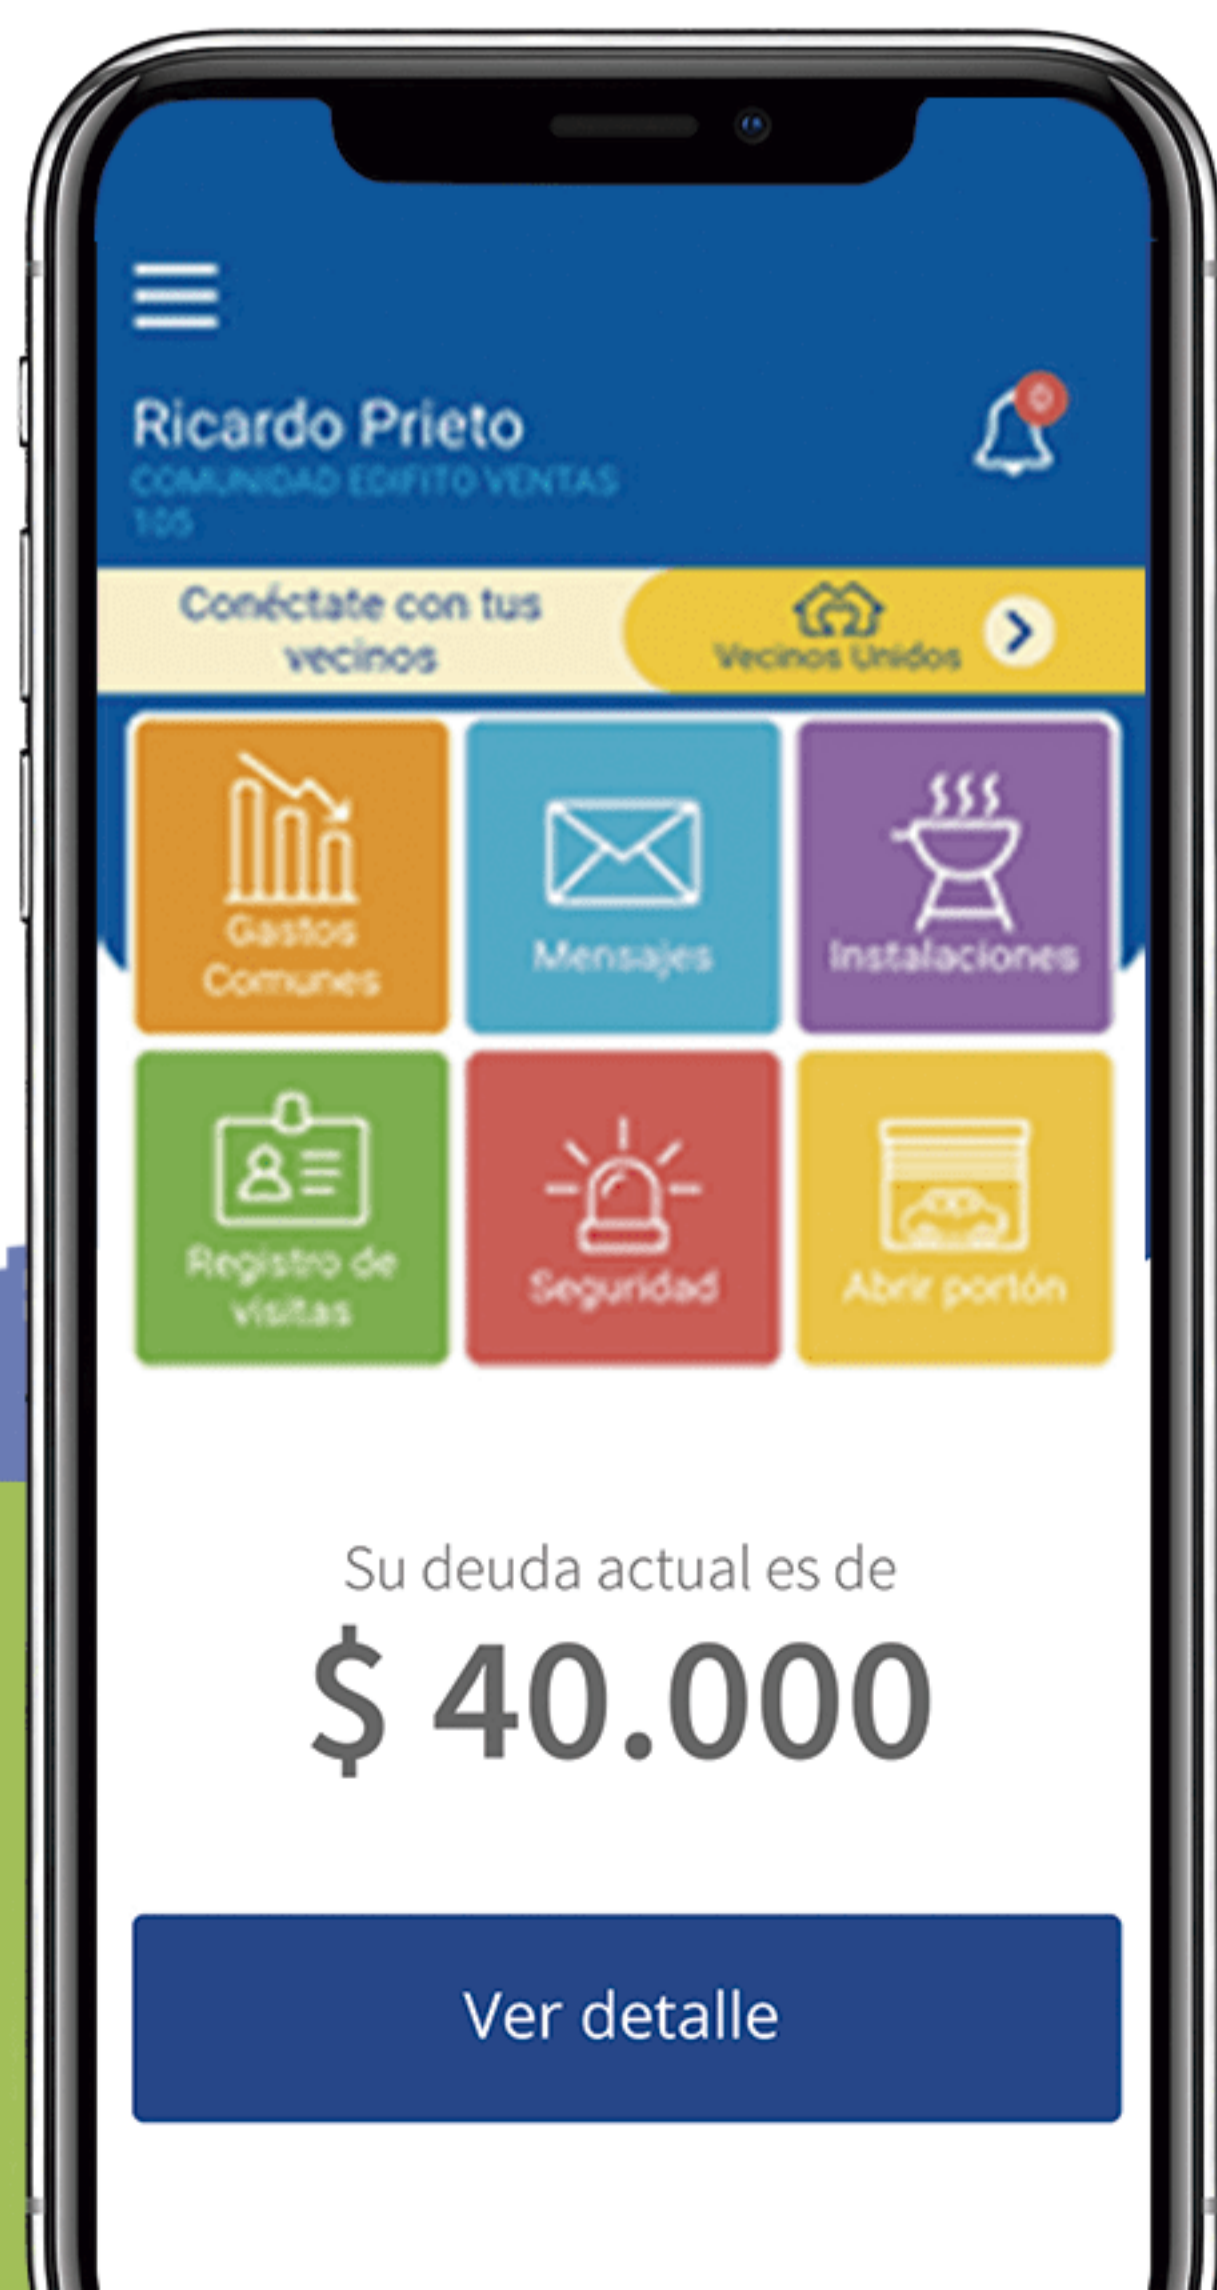 Ricardo Prieto
0
COMUNIDAD EDIFITO VENTAS
105
Conéctate con tus
vecinos
Vecinos Unidos
Gastos
Comunes
Mensajes
Instalaciones
Registro de
visitas
Seguridad
Abrir portón
Su deuda actual es de
$ 40.000
Ver detalle